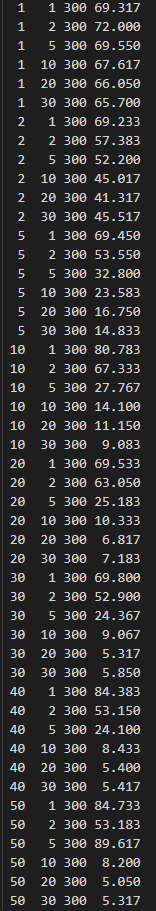 1 1 300 69.317
1 2 300 72.000
1 5 300 69.550
1 10 300 67.617
1 20 300 66.050
1 30 300 65.700
2 1 300 69.233
2 2 300 57.383
2 5 300 52.200
2 10 300 45.017
2 20 300 41.317
2 30 300 45.517
5 1 300 69.450
5 2 300 53.550
5 5 300 32.800
5 10 300 23.583
5 20 300 16.750
5 30 300 14.833
10 1 300 80.783
10 2 300 67.333
10 5 300 27.767
10 10 300 14.100
10 20 300 11.150
10 30 300 9.083
20 1 300 69.533
20 2 300 63.050
20 5 300 25.183
20 10 300 10.333
20 20 300 6.817
20 30 300 7.183
30 1 300 69.800
30 2 300 52.900
30 5 300 24.367
30 10 300 9.067
30 20 300 5.317
30 30 300 5.850
40 1 300 84.383
40 2 300 53.150
40 5 300 24.100
40 10 300 8.433
40 20 300 5.400
40 30 300 5.417
50 1 300 84.733
50 2 300 53.183
50 5 300 89.617
50 10 300 8.200
50 20 300 5.050
50 30 300 5.317